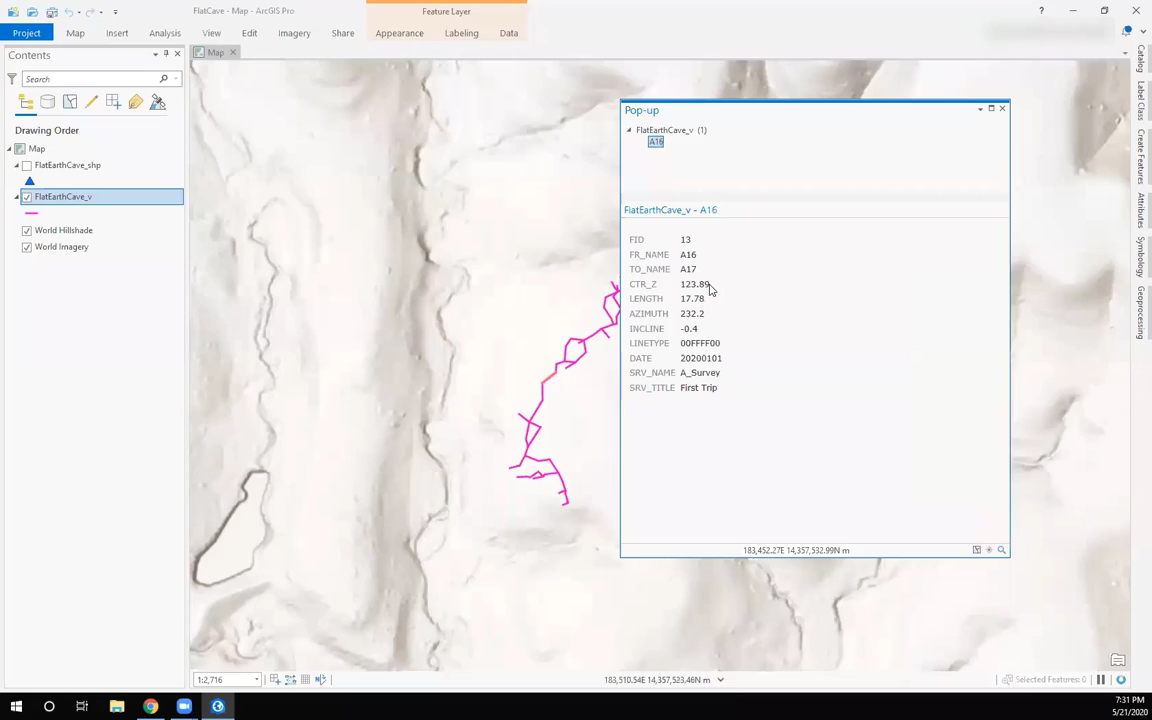 FlatCave - Map - ArcGIS Pro
Feature Layer
?
Project Map Insert Analysis View Edit Imagery Share Appearance Labeling Data
Contents
Map
Search
Drawing Order
Map
FlatEarthCave_shp
FlatEarthCave_v
World Hillshade
World Imagery
Pop-up
FlatEarthCave_v (1)
A16
FlatEarthCave_v - A16
FID 13
FR_NAME A16
TO_NAME A17
CTR_Z 123.89
LENGTH 17.78
AZIMUTH 232.2
INCLINE -0.4
LINETYPE 00FFFF00
DATE 20200101
SRV_NAME A_Survey
SRV_TITLE First Trip
183,452.27E 14,357,532.99N m
Catalog
Label Class
Create Features
Attributes
Symbology
Geoprocessing
1:2,716
183,510.54E 14,357,523.46N m
Selected Features: 0
7:31 PM
5/21/2020